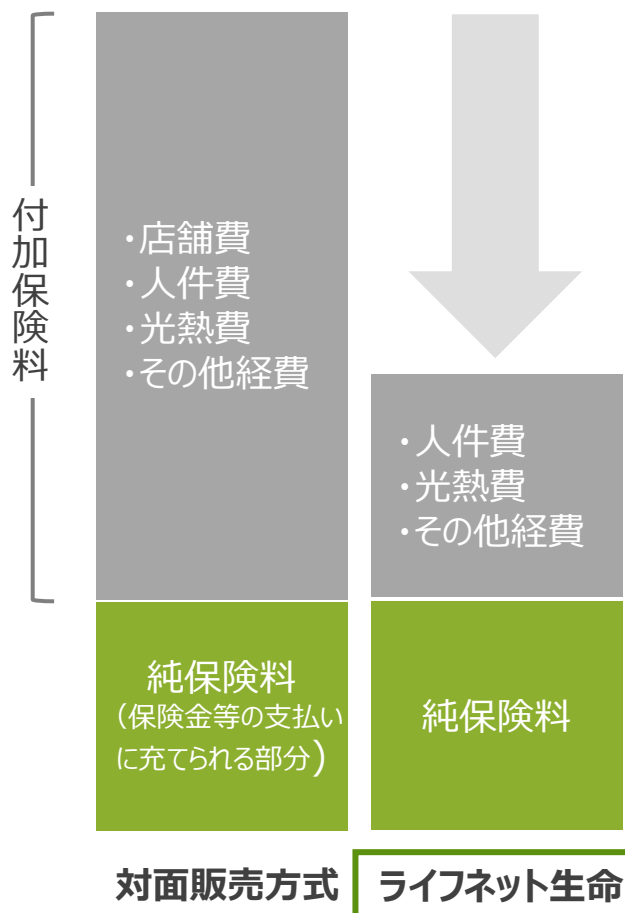 付加保険料
・店舗費
・人件費
・光熱費
・その他経費
純保険料
（保険金等の支払い
に充てられる部分）
対面販売方式
・人件費
・光熱費
・その他経費
純保険料
ライフネット生命